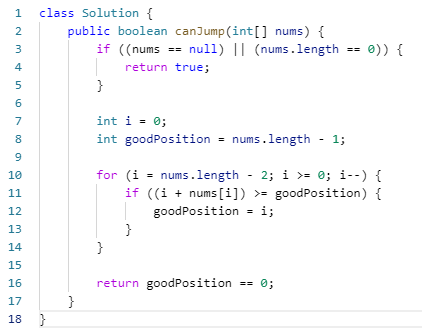 1 class Solution {
2     public boolean canJump(int[] nums) {
3         if ((nums == null) || (nums.length == 0)) {
4             return true;
5         }
6
7         int i = 0;
8         int goodPosition = nums.length - 1;
9
10         for (i = nums.length - 2; i >= 0; i--) {
11             if ((i + nums[i]) >= goodPosition) {
12                 goodPosition = i;
13             }
14         }
15
16         return goodPosition == 0;
17     }
18 }